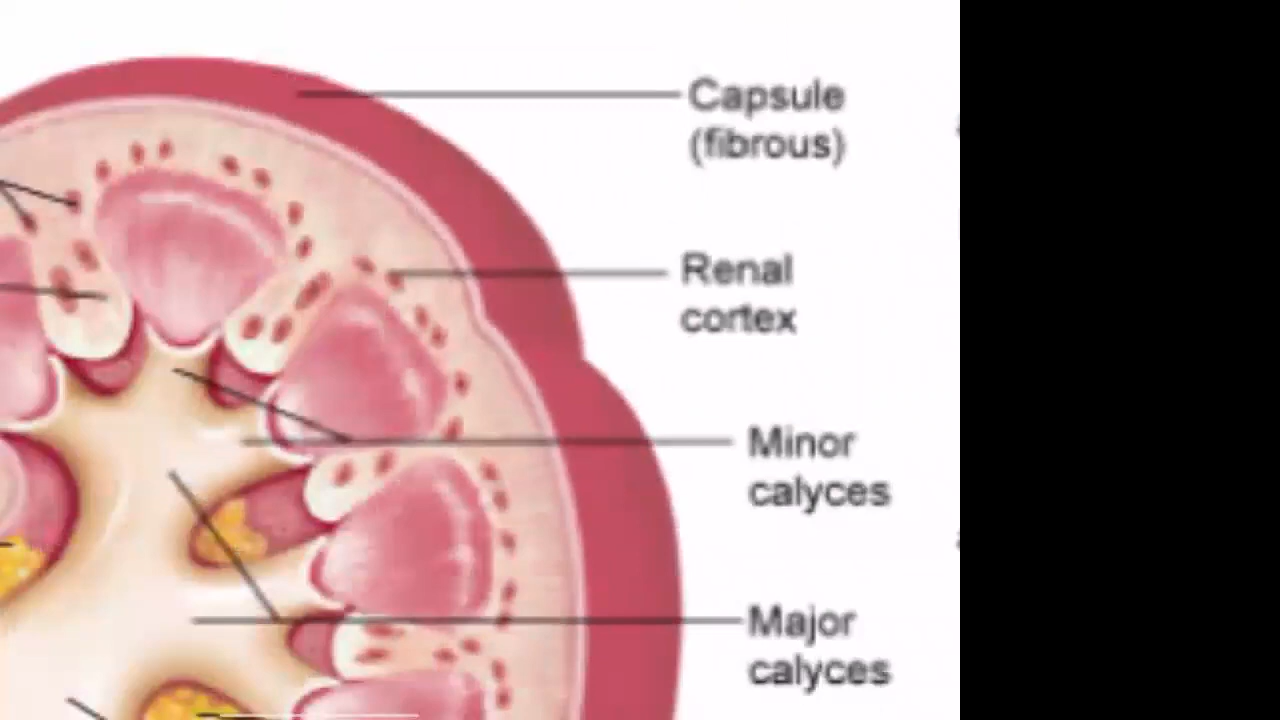 Capsule
(fibrous)
Renal
cortex
Minor
calyces
Major
calyces